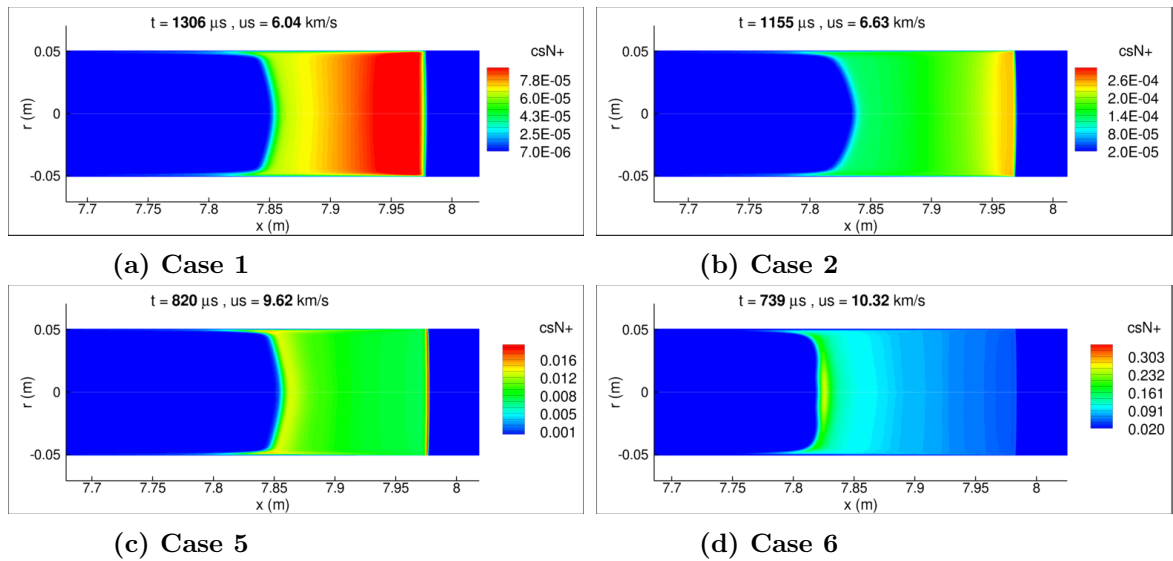 t = 1306 μs , us = 6.04 km/s
csN+
7.8E-05
6.0E-05
4.3E-05
2.5E-05
7.0E-06
0.05
0
-0.05
r (m)
7.7 7.75 7.8 7.85 7.9 7.95 8
x (m)
(a) Case 1
t = 1155 μs , us = 6.63 km/s
csN+
2.6E-04
2.0E-04
1.4E-04
8.0E-05
2.0E-05
0.05
0
-0.05
r (m)
7.7 7.75 7.8 7.85 7.9 7.95 8
x (m)
(b) Case 2
t = 820 μs , us = 9.62 km/s
csN+
0.016
0.012
0.008
0.005
0.001
0.05
0
-0.05
r (m)
7.7 7.75 7.8 7.85 7.9 7.95 8
x (m)
(c) Case 5
t = 739 μs , us = 10.32 km/s
csN+
0.303
0.232
0.161
0.091
0.020
0.05
0
-0.05
r (m)
7.7 7.75 7.8 7.85 7.9 7.95 8
x (m)
(d) Case 6